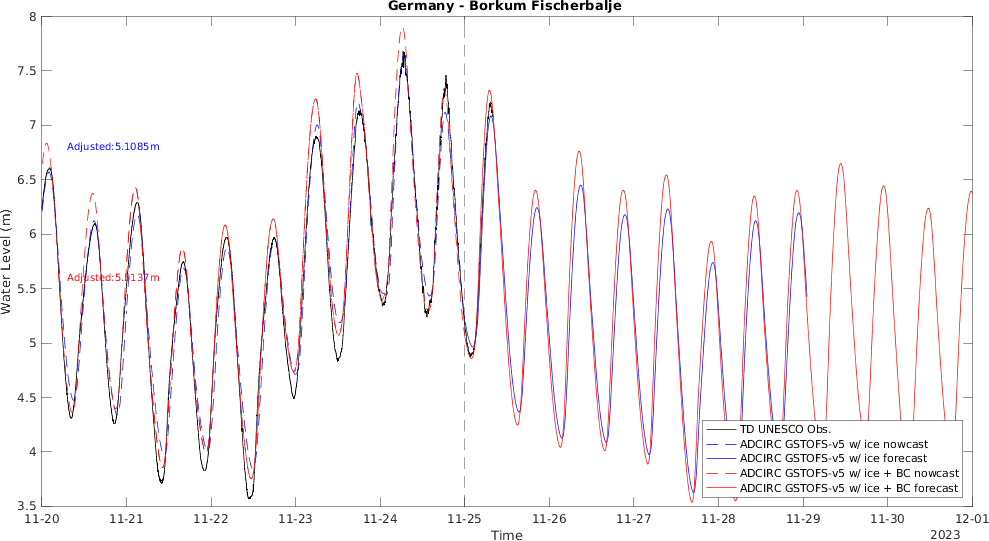 Germany - Borkum Fischerbalje
8
7.5
7
6.5
6
5.5
5
4.5
4
3.5
Water Level (m)
Adjusted:5.1085m
TD UNESCO Obs.
ADCIRC GSTOFS-v5 w/ ice nowcast
ADCIRC GSTOFS-v5 w/ ice forecast
ADCIRC GSTOFS-v5 w/ ice + BC nowcast
ADCIRC GSTOFS-v5 w/ ice + BC forecast
11-20 11-21 11-22 11-23 11-24 11-25 11-26 11-27 11-28 11-29 11-30 12-01
Time
2023